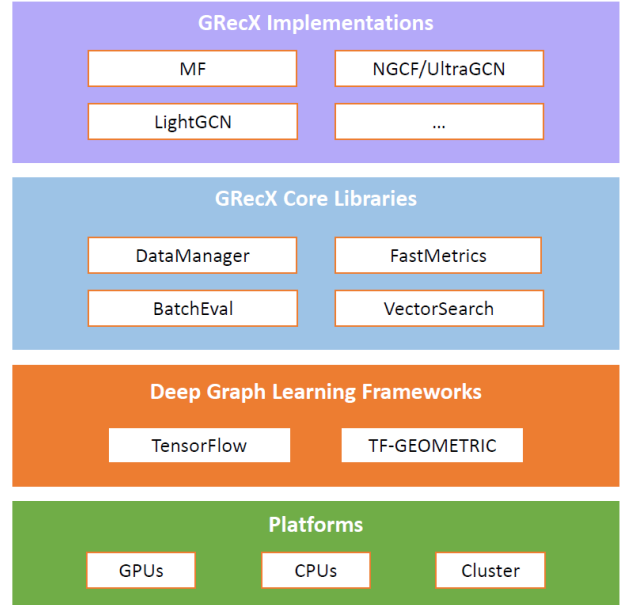 GRecX Implementations
MF
NGCF/UltraGCN
LightGCN
...
GRecX Core Libraries
DataManager
FastMetrics
BatchEval
VectorSearch
Deep Graph Learning Frameworks
TensorFlow
TF-GEOMETRIC
Platforms
GPUs
CPUs
Cluster